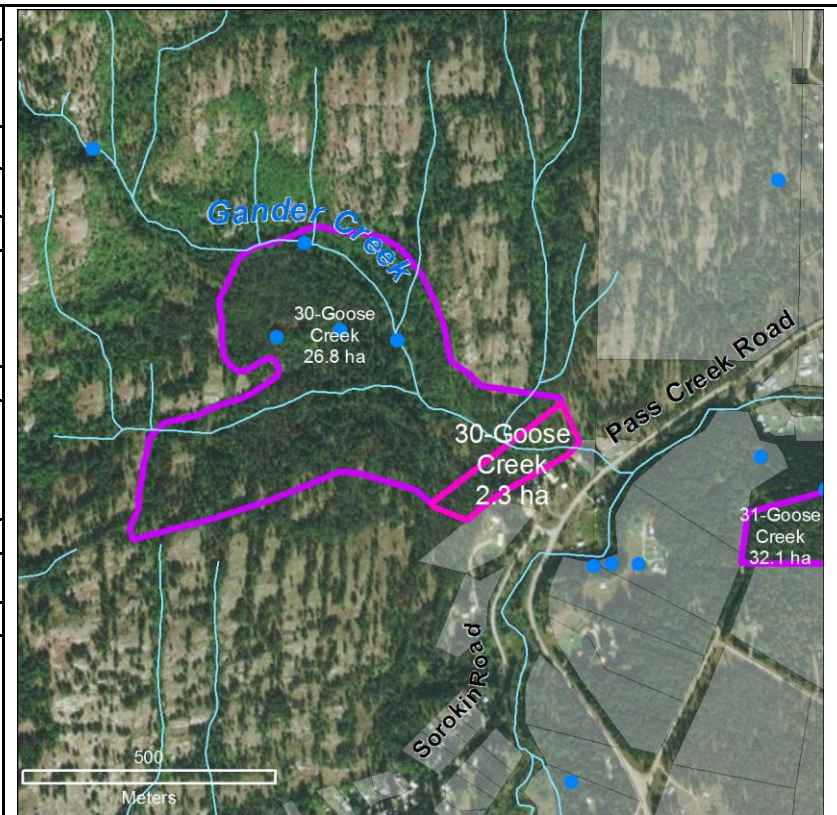 Gander Creek
30-Goose
Creek
26.8 ha
Pass Creek Road
30-Goose
Creek
2.3 ha
31-Goose
Creek
32.1 ha
Sorokin Road
500
Meters